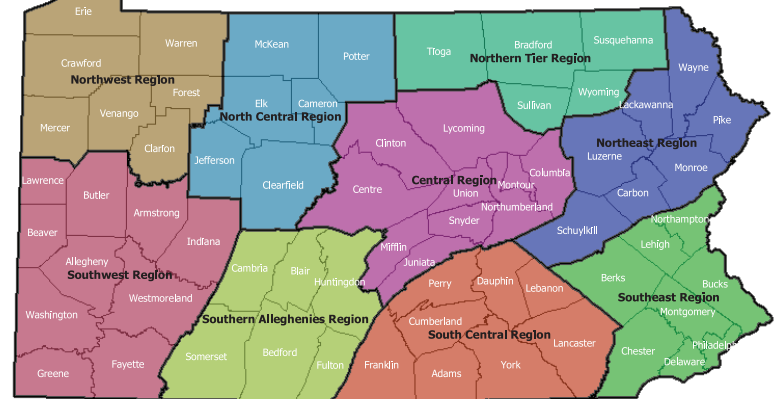 Erie
Warren
Crawford
Northwest Region
Forest
Venango
Mercer
Clarion
McKean
Potter
Elk
Cameron
North Central Region
Jefferson
Clearfield
Tioga
Bradford
Susquehanna
Northern Tier Region
Sullivan
Wyoming
Wayne
Lackawanna
Pike
Northeast Region
Luzerne
Monroe
Carbon
Schuylkill
Lycoming
Clinton
Columbia
Central Region
Montour
Centre
Union
Northumberland
Snyder
Mifflin
Juniata
Lawrence
Butler
Armstrong
Beaver
Indiana
Allegheny
Southwest Region
Westmoreland
Washington
Fayette
Greene
Cambria
Blair
Huntingdon
Southern Alleghenies Region
Somerset
Bedford
Fulton
Perry
Dauphin
Lebanon
Cumberland
South Central Region
Lancaster
Franklin
Adams
York
Northampton
Lehigh
Berks
Bucks
Southeast Region
Montgomery
Chester
Philadelp
Delaware